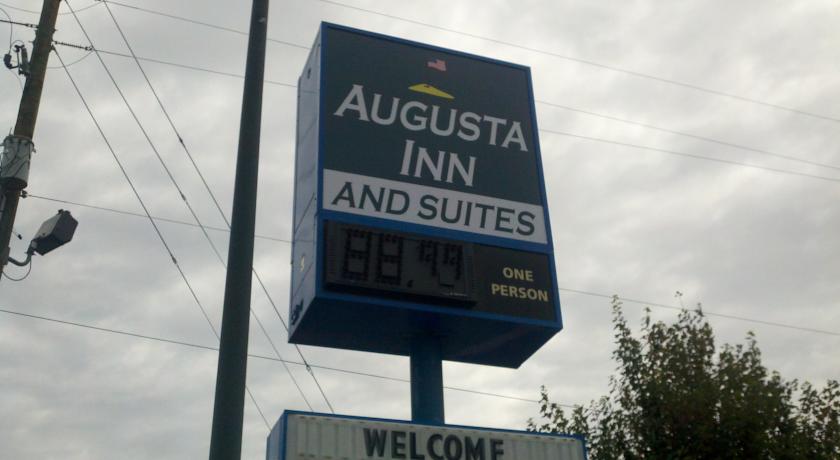 AUGUSTA
INN
AND SUITES
ONE
PERSON
WELCOME